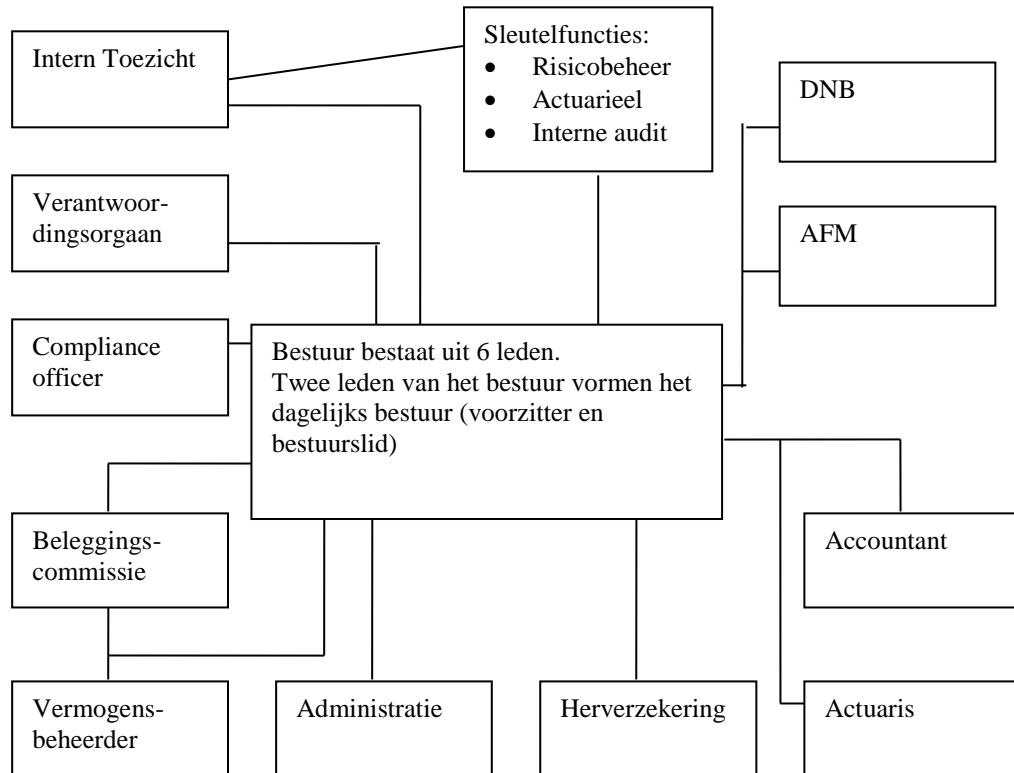 Intern Toezicht
Sleutelfuncties:
• Risicobeheer
• Actuarieel
• Interne audit
DNB
Verantwoor-
dingsorgaan
AFM
Compliance
officer
Bestuur bestaat uit 6 leden.
Twee leden van het bestuur vormen het
dagelijks bestuur (voorzitter en
bestuurslid)
Beleggings-
commissie
Accountant
Vermogens-
beheerder
Administratie
Herverzekering
Actuaris